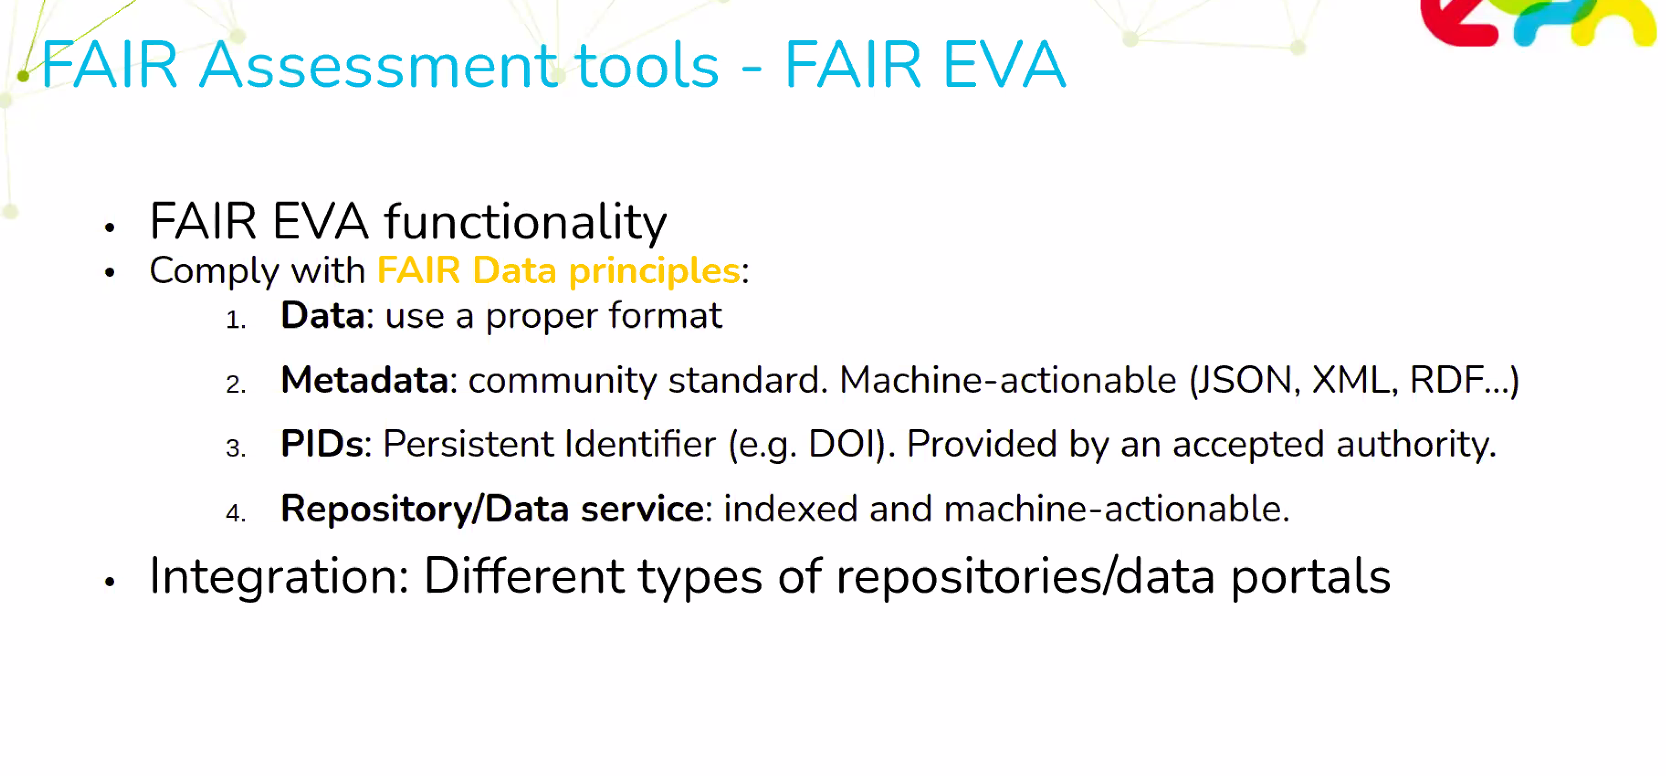 FAIR Assessment tools - FAIR EVA
• FAIR EVA functionality
• Comply with FAIR Data principles:
1. Data: use a proper format
2. Metadata: community standard. Machine-actionable (JSON, XML, RDF...)
3. PIDs: Persistent Identifier (e.g. DOI). Provided by an accepted authority.
4. Repository/Data service: indexed and machine-actionable.
• Integration: Different types of repositories/data portals